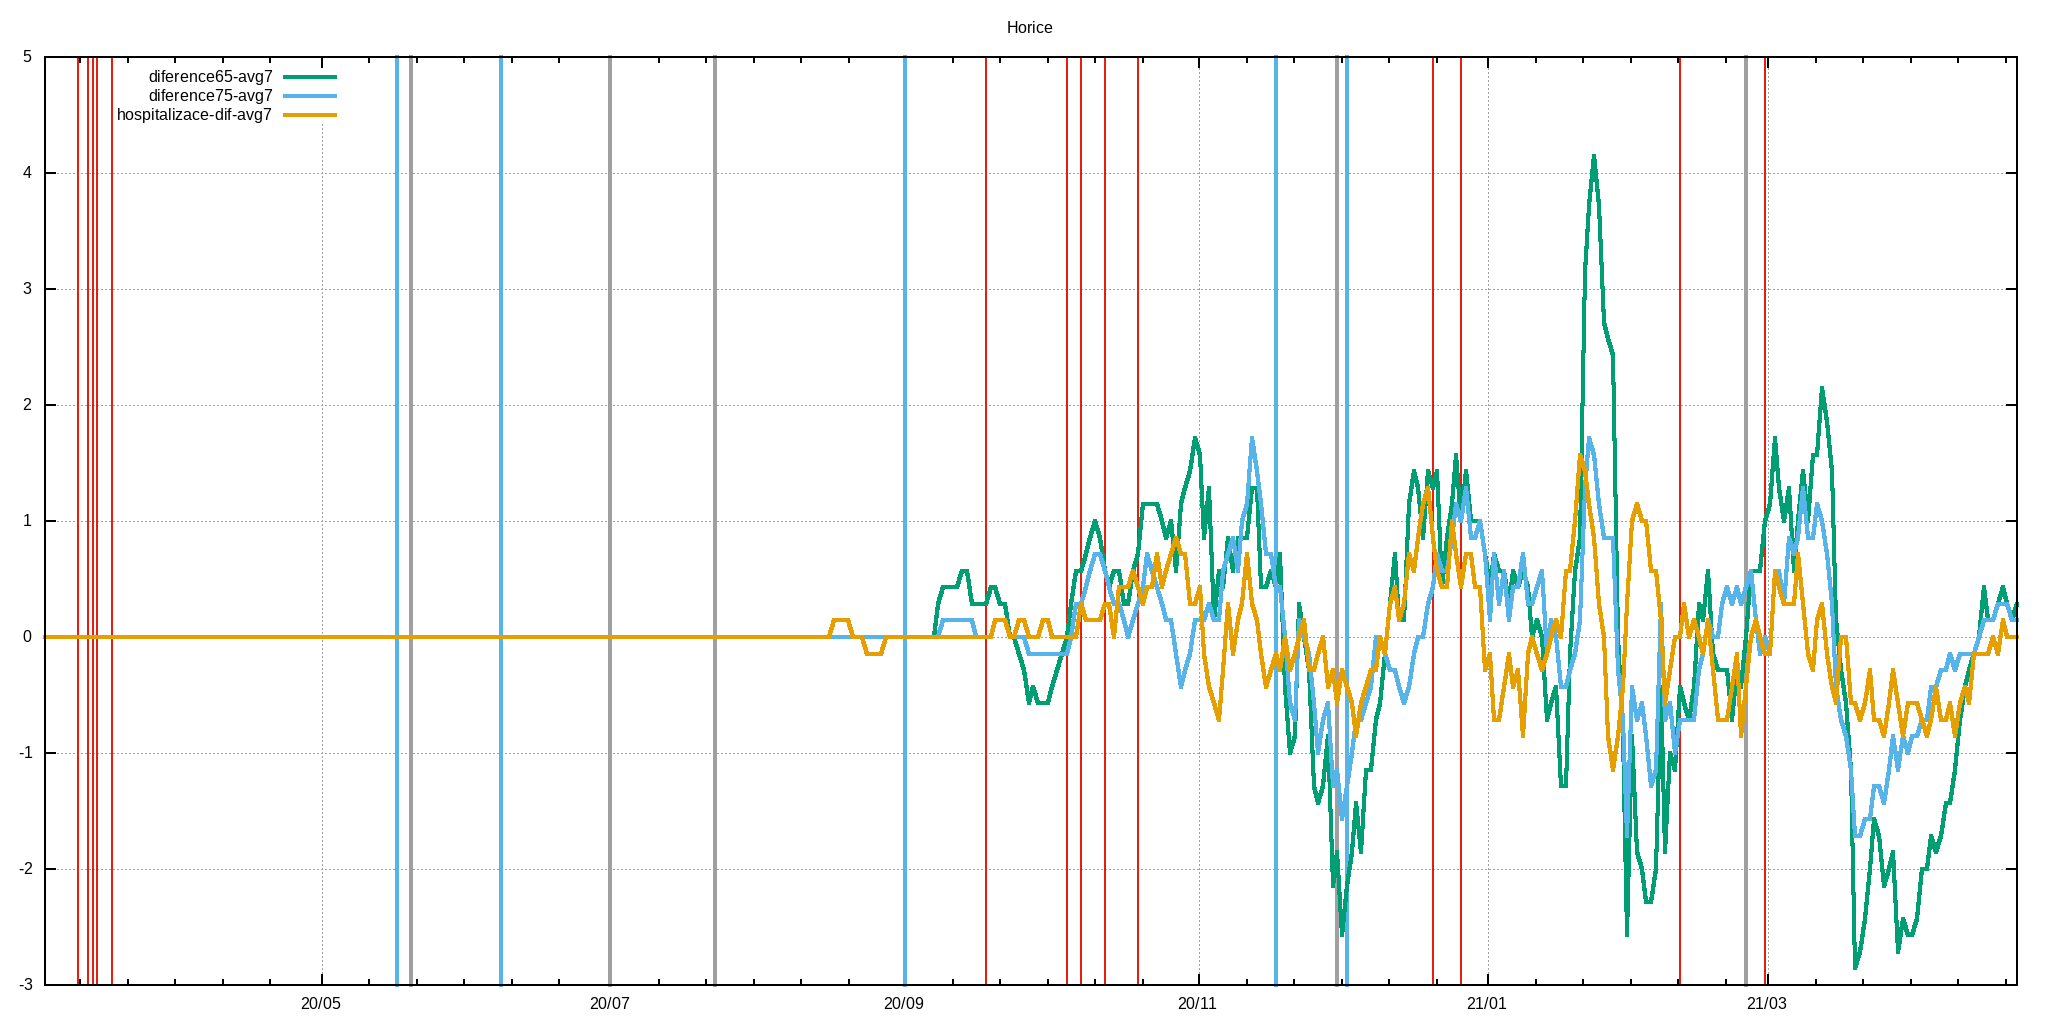 Horice
5
diference65-avg7
diference75-avg7
hospitalizace-dif-avg7
4
3
2
1
0
-1
-2
-3
20/05 20/07 20/09 20/11 21/01 21/03